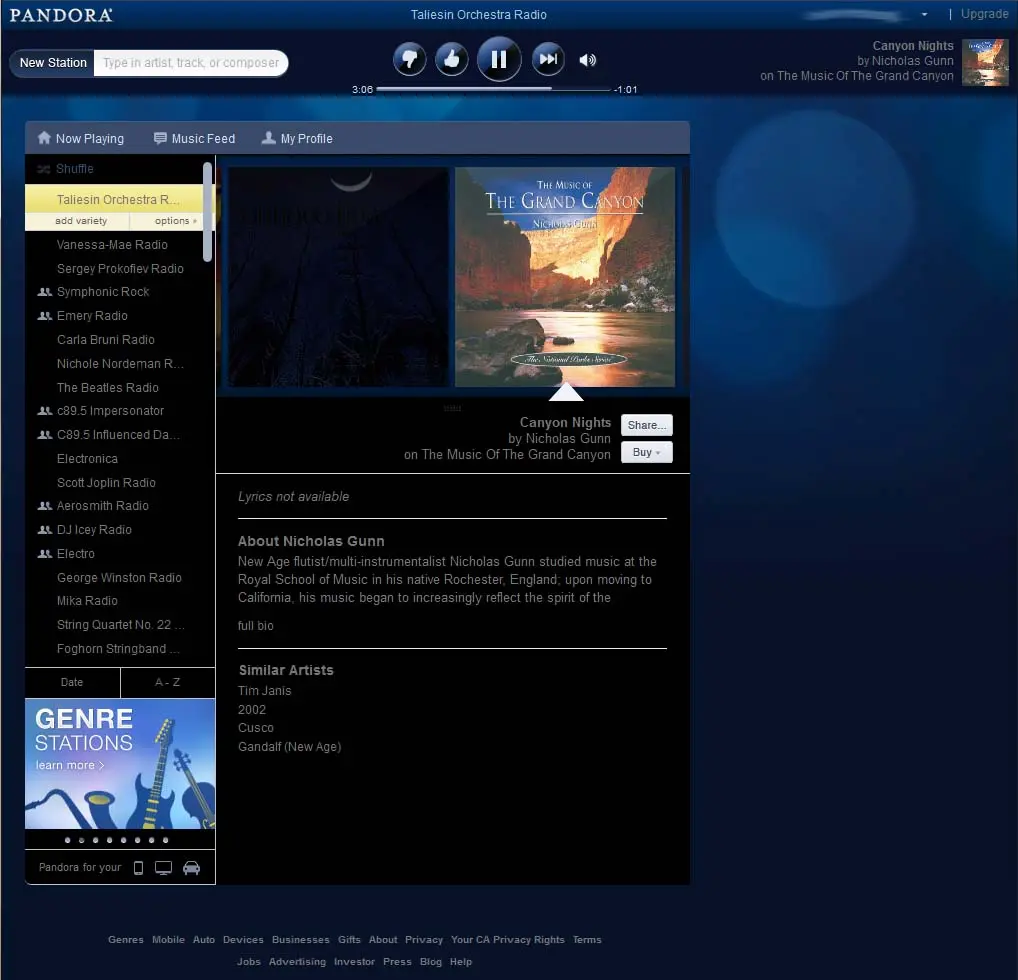 PANDORA
Taliesin Orchestra Radio
| Upgrade
New Station
Type in artist, track, or composer
3:06
-1:01
Canyon Nights
by Nicholas Gunn
on The Music Of The Grand Canyon
Now Playing
Music Feed
My Profile
Shuffle
Taliesin Orchestra R...
add variety
options
Vanessa-Mae Radio
Sergey Prokofiev Radio
Symphonic Rock
Emery Radio
Carla Bruni Radio
Nichole Nordeman R...
The Beatles Radio
c89.5 Impersonator
C89.5 Influenced Da...
Electronica
Scott Joplin Radio
Aerosmith Radio
DJ Icey Radio
Electro
George Winston Radio
Mika Radio
String Quartet No. 22 ...
Foghorn Stringband ...
Date
A - Z
GENRE
STATIONS
learn more >
Pandora for your
THE MUSIC OF
THE GRAND CANYON
NICHOLAS GUNN
The National Parks Series
Canyon Nights
by Nicholas Gunn
on The Music Of The Grand Canyon
Share...
Buy
Lyrics not available
About Nicholas Gunn
New Age flutist/multi-instrumentalist Nicholas Gunn studied music at the
Royal School of Music in his native Rochester, England; upon moving to
California, his music began to increasingly reflect the spirit of the
full bio
Similar Artists
Tim Janis
2002
Cusco
Gandalf (New Age)
Genres Mobile Auto Devices Businesses Gifts About Privacy Your CA Privacy Rights Terms
Jobs Advertising Investor Press Blog Help